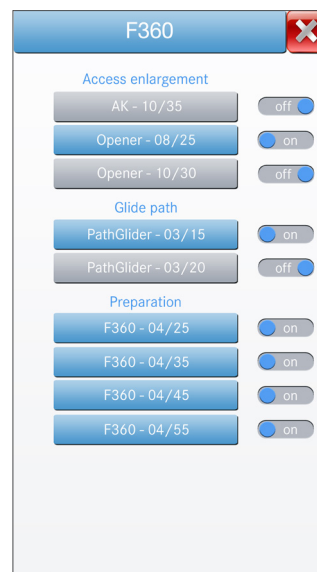 F360
Access enlargement
AK - 10/35 off
Opener - 08/25 on
Opener - 10/30 off
Glide path
PathGlider - 03/15 on
PathGlider - 03/20 off
Preparation
F360 - 04/25 on
F360 - 04/35 on
F360 - 04/45 on
F360 - 04/55 on